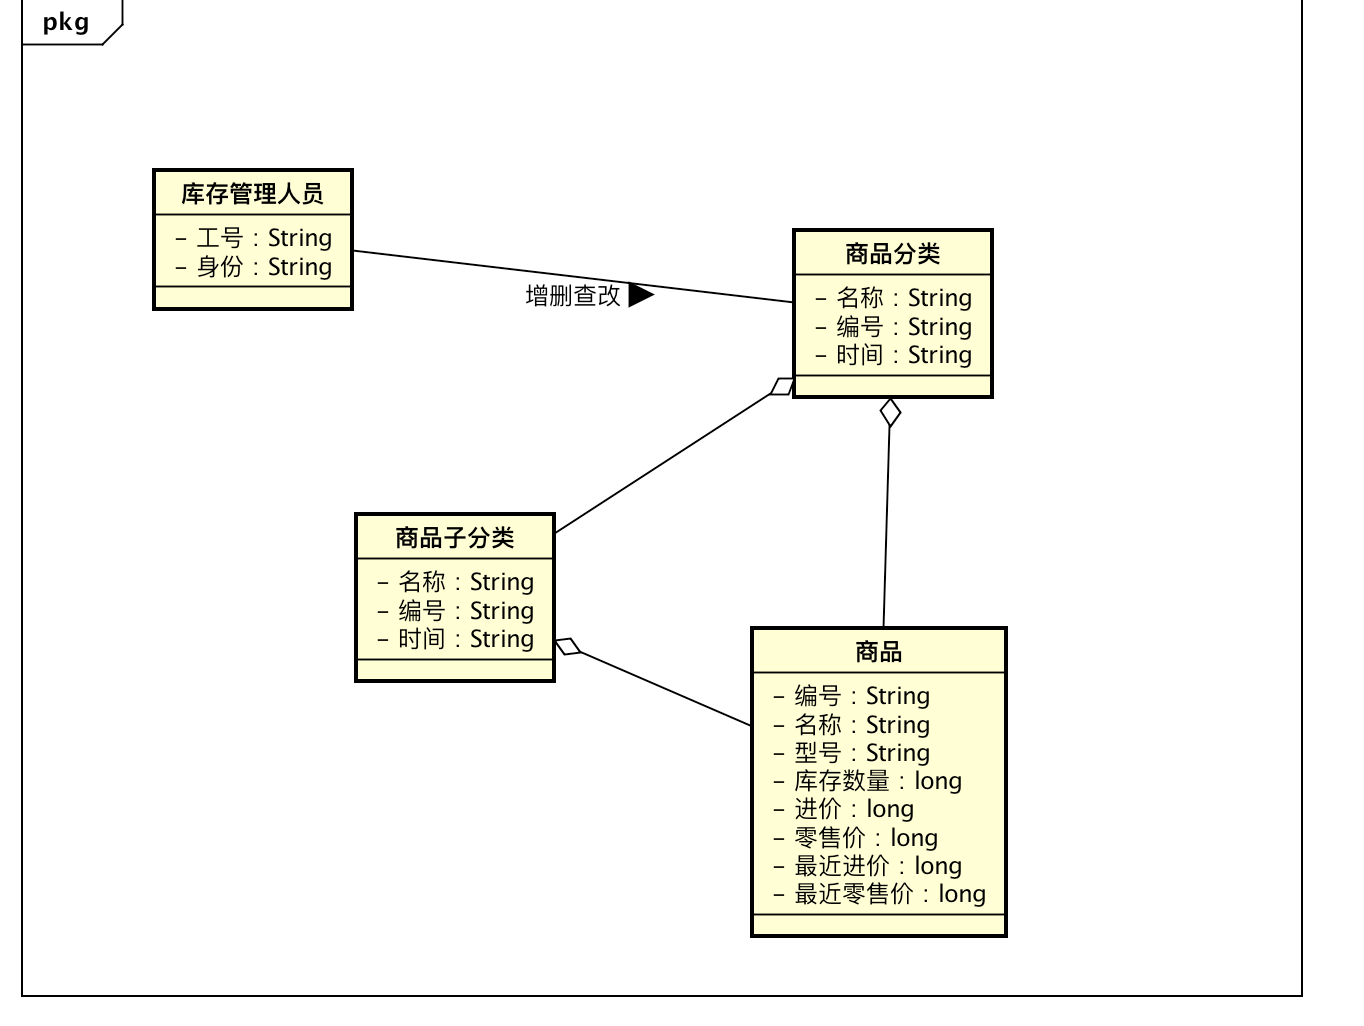 pkg
库存管理人员
– 工号 : String
– 身份 : String
增删查改
商品分类
– 名称 : String
– 编号 : String
– 时间 : String
商品子分类
– 名称 : String
– 编号 : String
– 时间 : String
商品
– 编号 : String
– 名称 : String
– 型号 : String
– 库存数量 : long
– 进价 : long
– 零售价 : long
– 最近进价 : long
– 最近零售价 : long